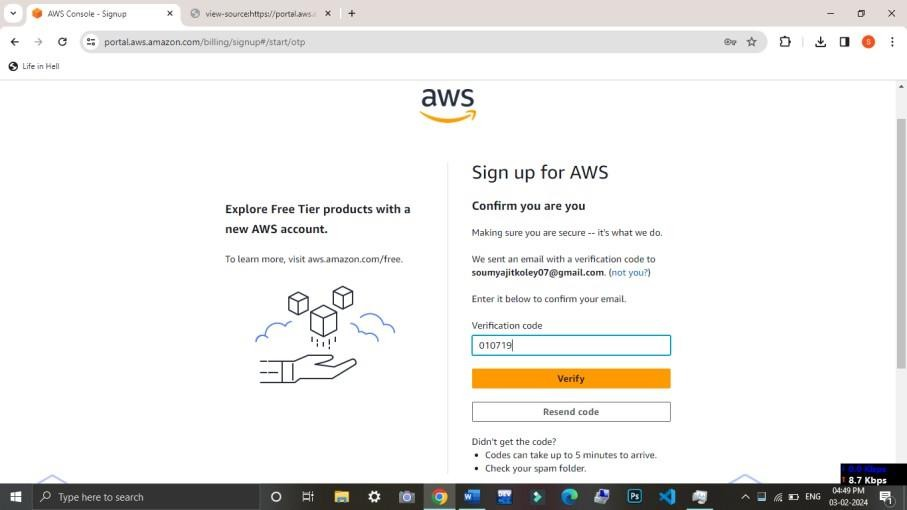 AWS Console - Signup
view-source:https://portal.aws.a
portal.aws.amazon.com/billing/signup#/start/otp
S
Life in Hell
aws
Sign up for AWS
Explore Free Tier products with a
new AWS account.
To learn more, visit aws.amazon.com/free.
Confirm you are you
Making sure you are secure -- it's what we do.
We sent an email with a verification code to
soumyajitkoley07@gmail.com. (not you?)
Enter it below to confirm your email.
Verification code
010719
Verify
Resend code
Didn't get the code?
• Codes can take up to 5 minutes to arrive.
• Check your spam folder.
Type here to search
W
DEV
Ps
ENG
0.0 Kbps
8.7 Kbps
04:49 PM
03-02-2024
1